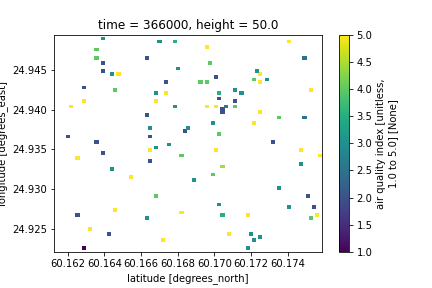 time = 366000, height = 50.0
24.945
24.940
24.935
24.930
24.925
60.162 60.164 60.166 60.168 60.170 60.172 60.174
latitude [degrees_north]
longitude [degrees_east]
5.0
4.5
4.0
3.5
3.0
2.5
2.0
1.5
1.0
air quality index [unitless,
1.0 to 5.0] [None]